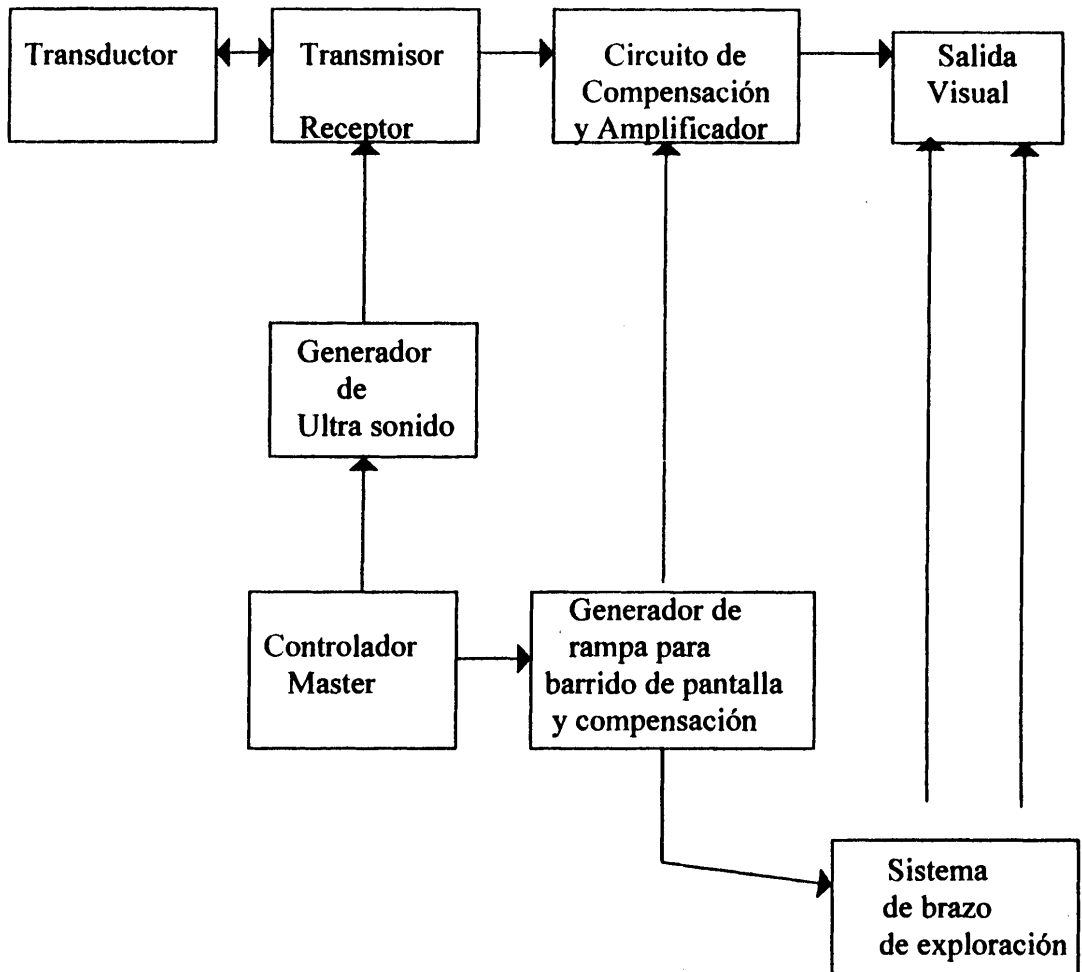 Transductor
Transmisor
Receptor
Circuito de
Compensación
y Amplificador
Salida
Visual
Generador
de
Ultra sonido
Controlador
Master
Generador de
rampa para
barrido de pantalla
y compensación
Sistema
de brazo
de exploración